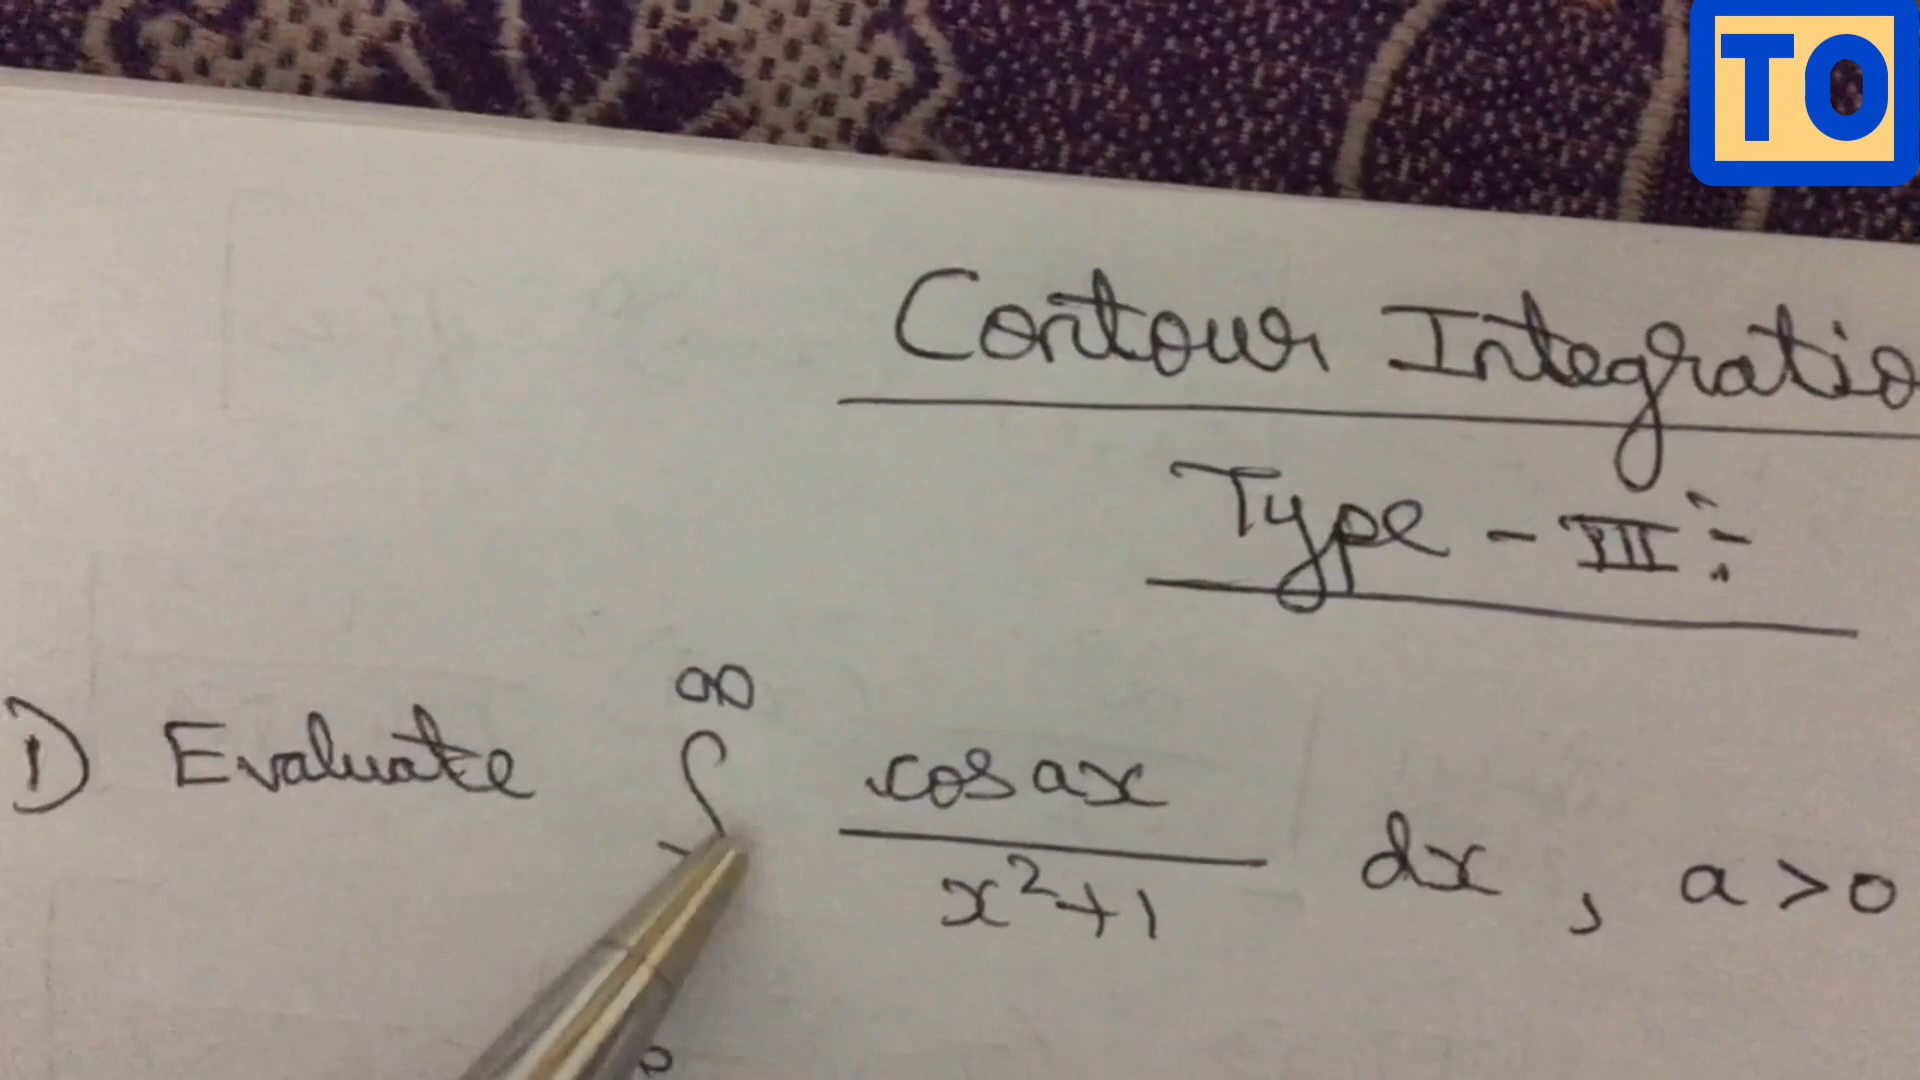 TO
Contour Integratio
Type - III :-
1) Evaluate ∫ ∞ - cos ax / x²+1 dx , a > 0